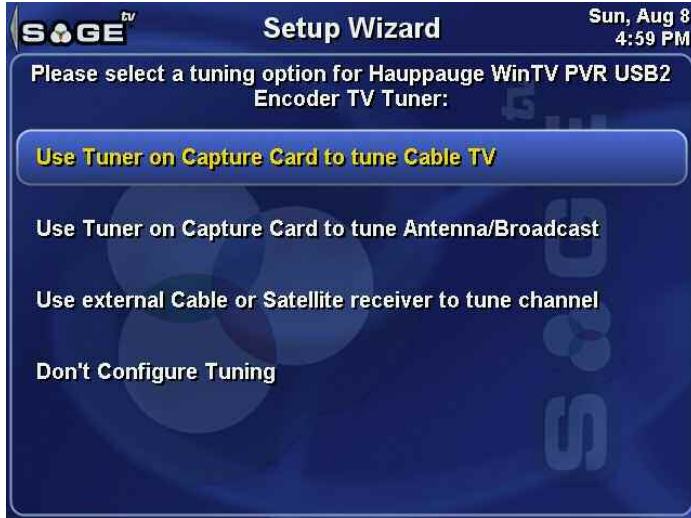 SAGE tv
Setup Wizard
Sun, Aug 8
4:59 PM
Please select a tuning option for Hauppauge WinTV PVR USB2
Encoder TV Tuner:
Use Tuner on Capture Card to tune Cable TV
Use Tuner on Capture Card to tune Antenna/Broadcast
Use external Cable or Satellite receiver to tune channel
Don't Configure Tuning
SAGE tv